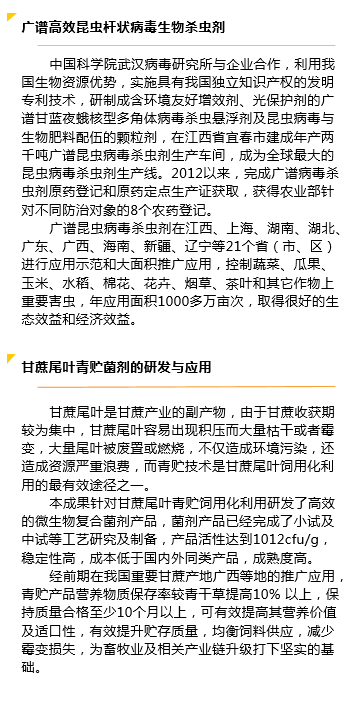 广谱高效昆虫杆状病毒生物杀虫剂
中国科学院武汉病毒研究所与企业合作，利用我
国生物资源优势，实施具有我国独立知识产权的发明
专利技术，研制成含环境友好增效剂、光保护剂的广
谱甘蓝夜蛾核型多角体病毒杀虫悬浮剂及昆虫病毒与
生物肥料配伍的颗粒剂，在江西省宜春市建成年产两
千吨广谱昆虫病毒杀虫剂生产车间，成为全球最大的
昆虫病毒杀虫剂生产线。2012以来，完成广谱病毒杀
虫剂原药登记和原药定点生产证获取，获得农业部针
对不同防治对象的8个农药登记。
广谱昆虫病毒杀虫剂在江西、上海、湖南、湖北、
广东、广西、海南、新疆、辽宁等21个省（市、区）
进行应用示范和大面积推广应用，控制蔬菜、瓜果、
玉米、水稻、棉花、花卉、烟草、茶叶和其它作物上
重要害虫，年应用面积1000多万亩次，取得很好的生
态效益和经济效益。
甘蔗尾叶青贮菌剂的研发与应用
甘蔗尾叶是甘蔗产业的副产物，由于甘蔗收获期
较为集中，甘蔗尾叶容易出现积压而大量枯干或者霉
变，大量尾叶被废置或燃烧，不仅造成环境污染，还
造成资源严重浪费，而青贮技术是甘蔗尾叶饲用化利
用的最有效途径之一。
本成果针对甘蔗尾叶青贮饲用化利用研发了高效
的微生物复合菌剂产品，菌剂产品已经完成了小试及
中试等工艺研究及制备，产品活性达到1012cfu/g，
稳定性高，成本低于国内外同类产品，成熟度高。
经前期在我国重要甘蔗产地广西等地的推广应用，
青贮产品营养物质保存率较青干草提高10% 以上，保
持质量合格至少10个月以上，可有效提高其营养价值
及适口性，有效提升贮存质量，均衡饲料供应，减少
霉变损失，为畜牧业及相关产业链升级打下坚实的基
础。